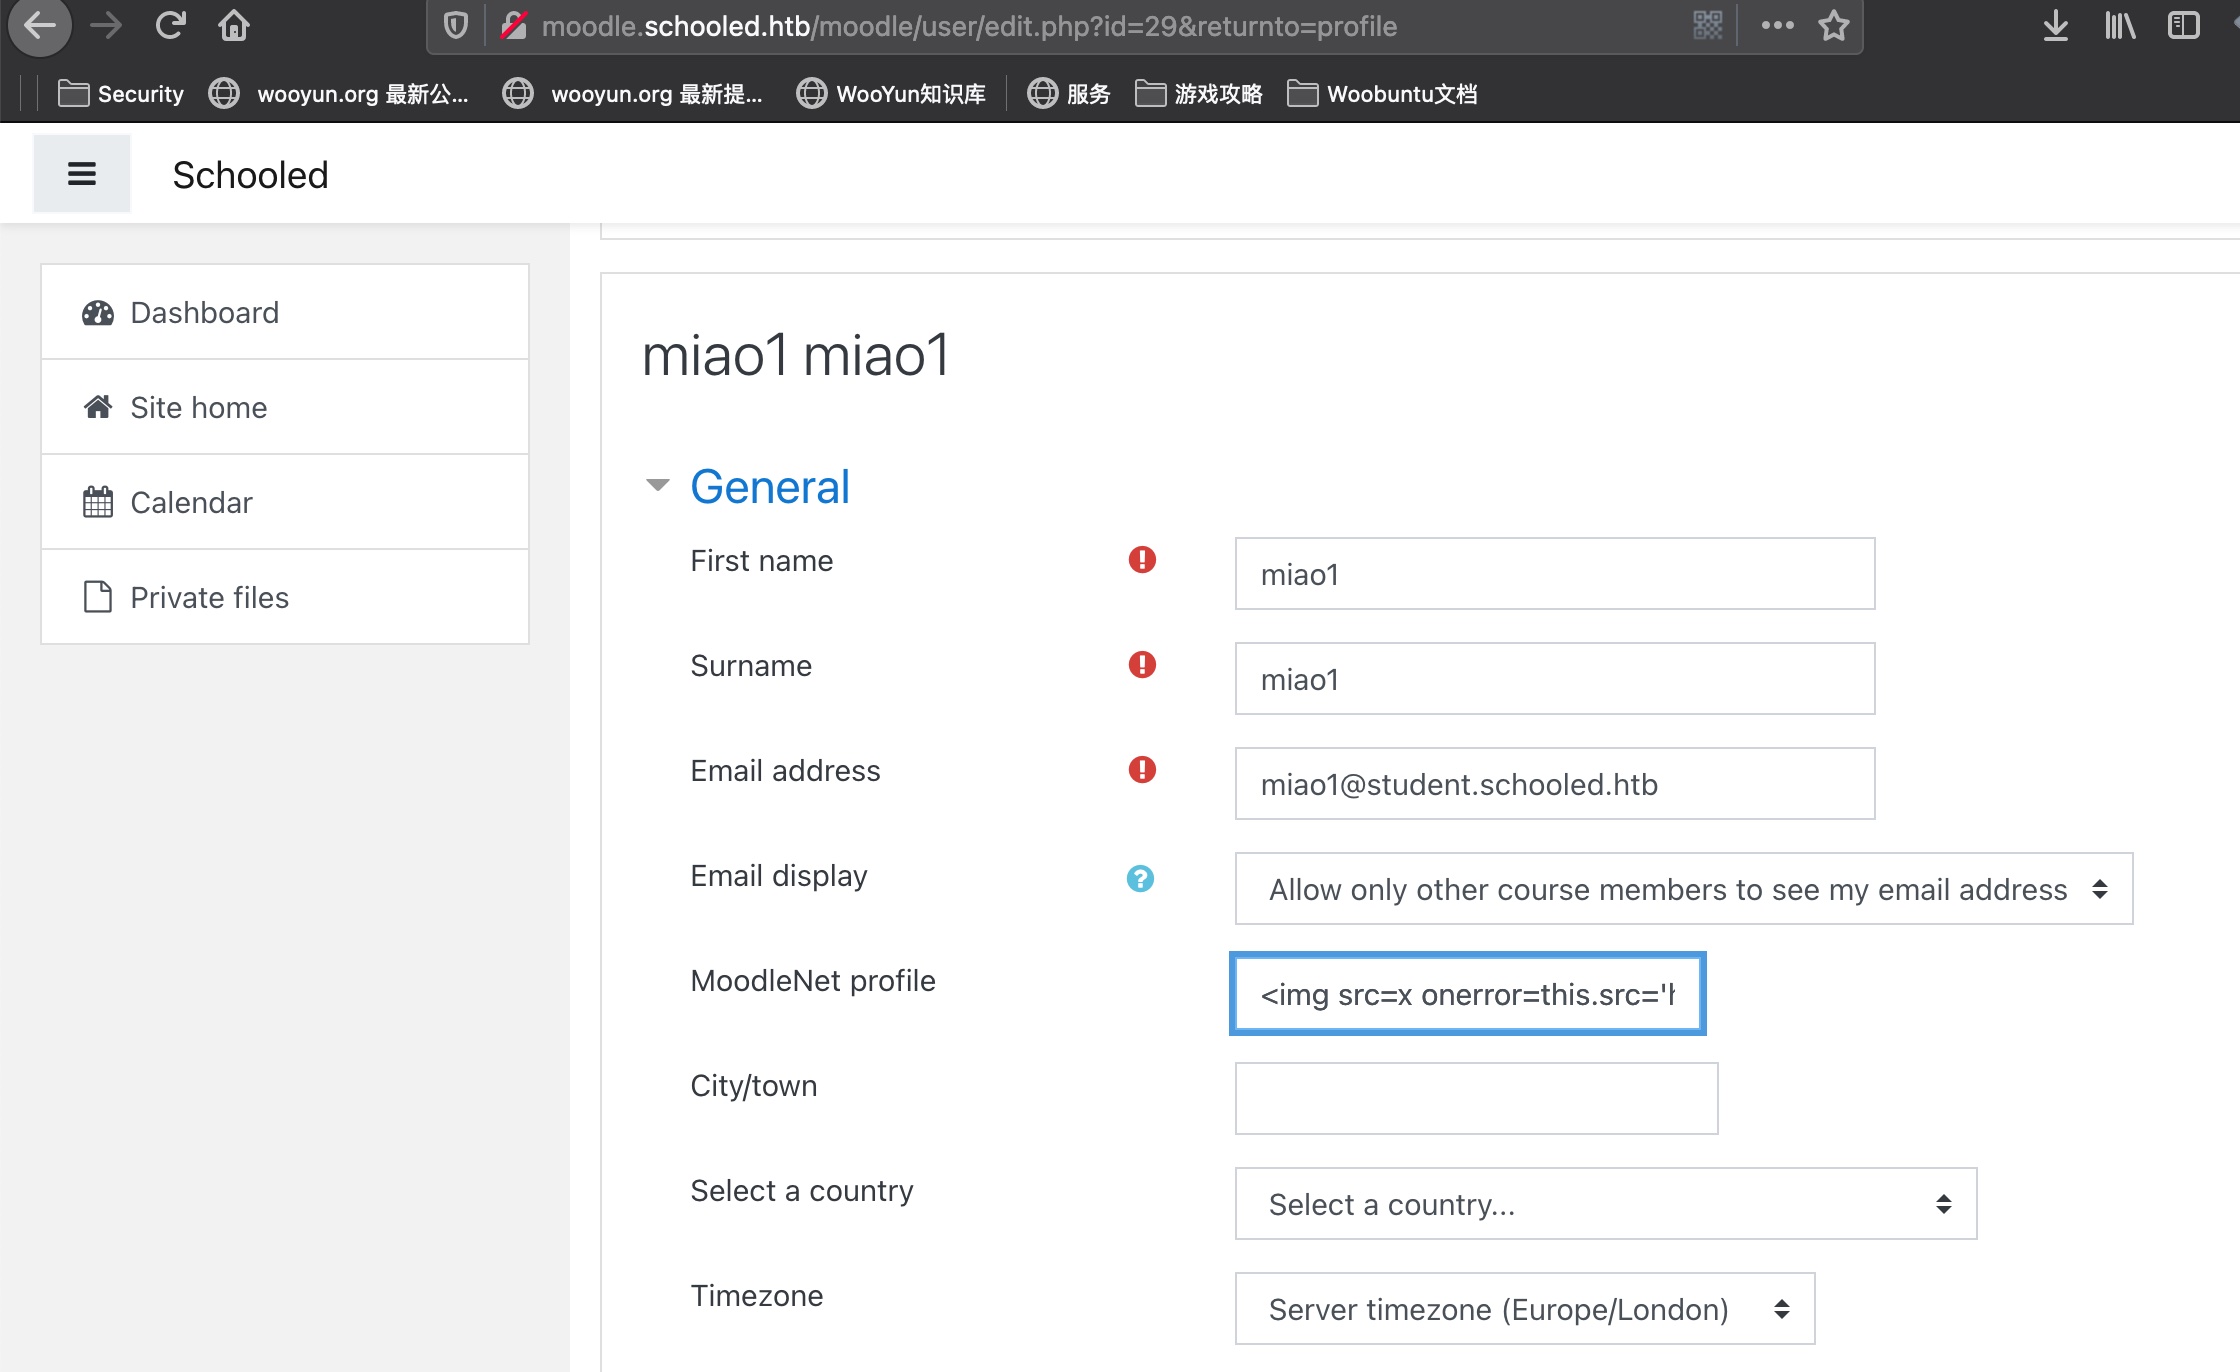 moodle.schooled.htb/moodle/user/edit.php?id=29&returnto=profile
Security wooyun.org 最新公... wooyun.org 最新提... WooYun知识库 服务 游戏攻略 Woobuntu文档
Schooled
Dashboard
Site home
Calendar
Private files
miao1 miao1
General
First name miao1
Surname miao1
Email address miao1@student.schooled.htb
Email display Allow only other course members to see my email address
MoodleNet profile <img src=x onerror=this.src='h
City/town
Select a country Select a country...
Timezone Server timezone (Europe/London)